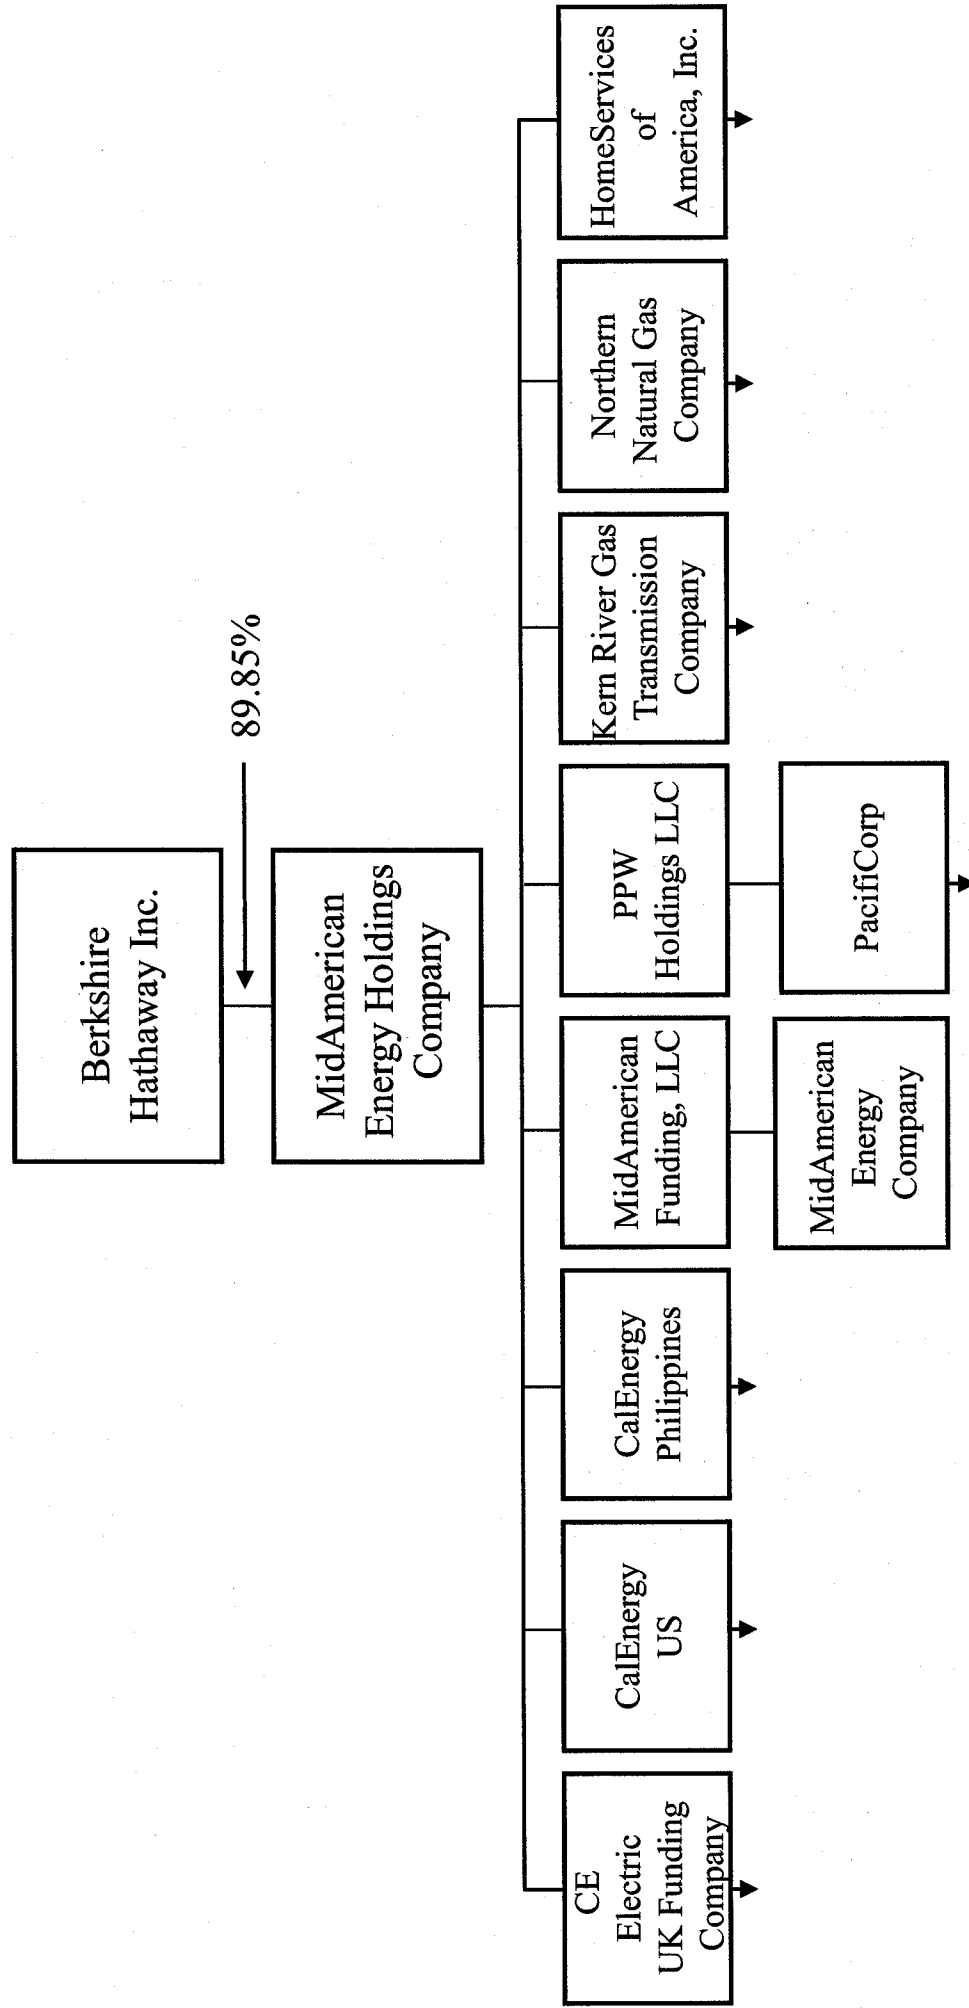 Berkshire
Hathaway Inc.
89.85%
MidAmerican
Energy Holdings
Company
CE
Electric
UK Funding
Company
CalEnergy
US
CalEnergy
Philippines
MidAmerican
Funding, LLC
PPW
Holdings LLC
Kern River Gas
Transmission
Company
Northern
Natural Gas
Company
HomeServices
of
America, Inc.
MidAmerican
Energy
Company
PacifiCorp